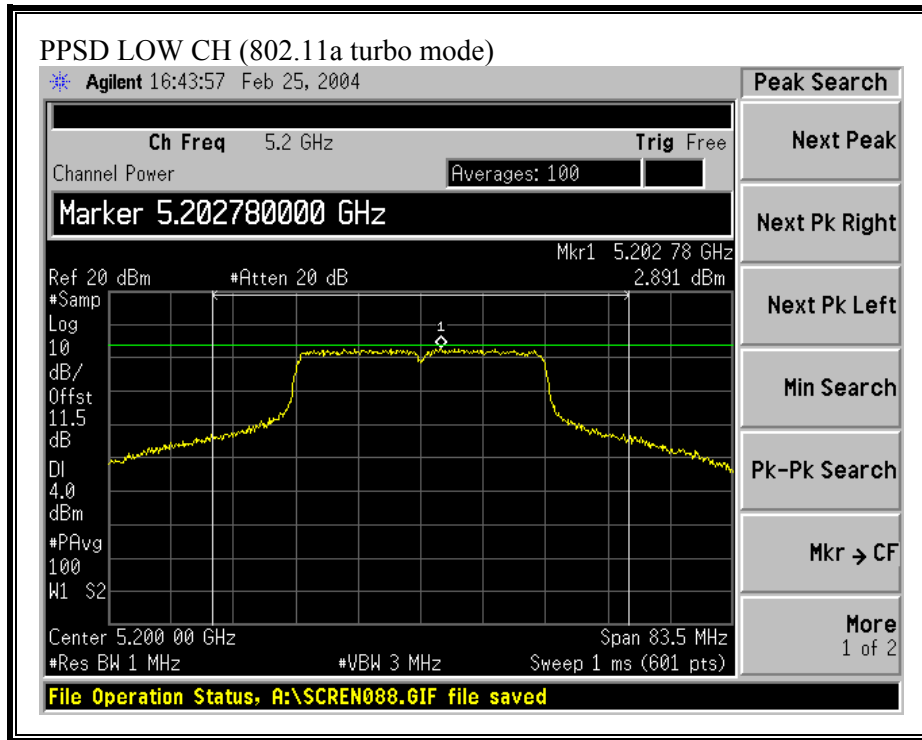 PPSD LOW CH (802.11a turbo mode)
Agilent 16:43:57 Feb 25, 2004
Peak Search
Ch Freq 5.2 GHz Trig Free
Channel Power Averages: 100
Marker 5.202780000 GHz
Mkr1 5.202 78 GHz
Ref 20 dBm #Atten 20 dB 2.891 dBm
#Samp
Log
10
dB/
Offst
11.5
dB
DI
4.0
dBm
#PAvg
100
W1 S2
1
Center 5.200 00 GHz Span 83.5 MHz
#Res BW 1 MHz #VBW 3 MHz Sweep 1 ms (601 pts)
File Operation Status, A:\SCREN088.GIF file saved
Next Peak
Next Pk Right
Next Pk Left
Min Search
Pk-Pk Search
Mkr → CF
More
1 of 2